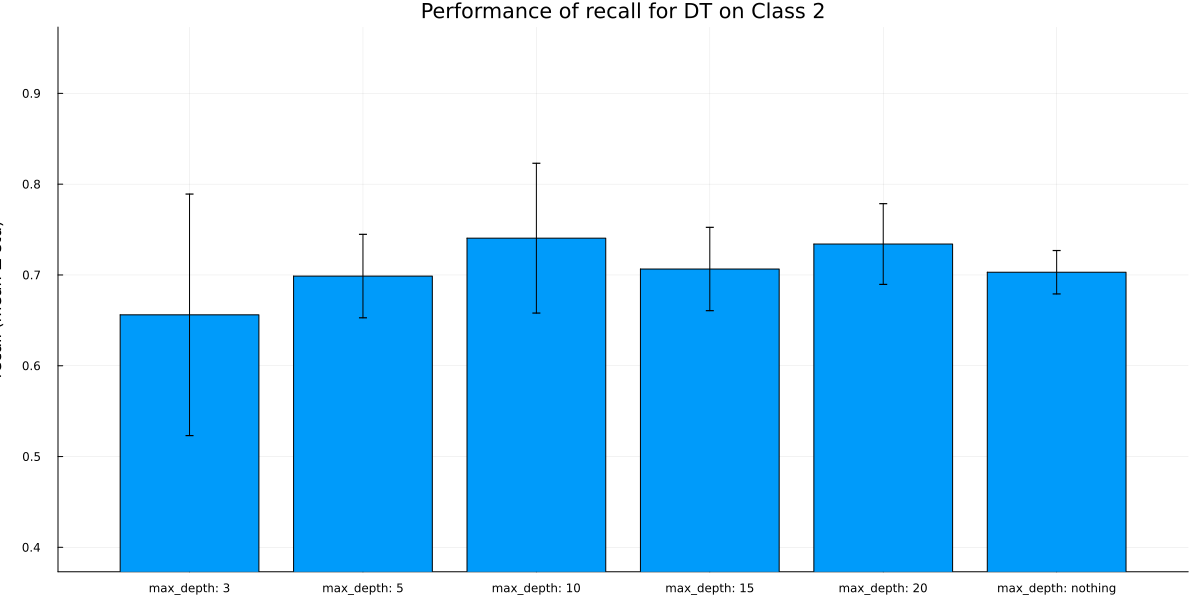 Performance of recall for DT on Class 2
0.9
0.8
0.7
0.6
0.5
0.4
max_depth: 3
max_depth: 5
max_depth: 10
max_depth: 15
max_depth: 20
max_depth: nothing